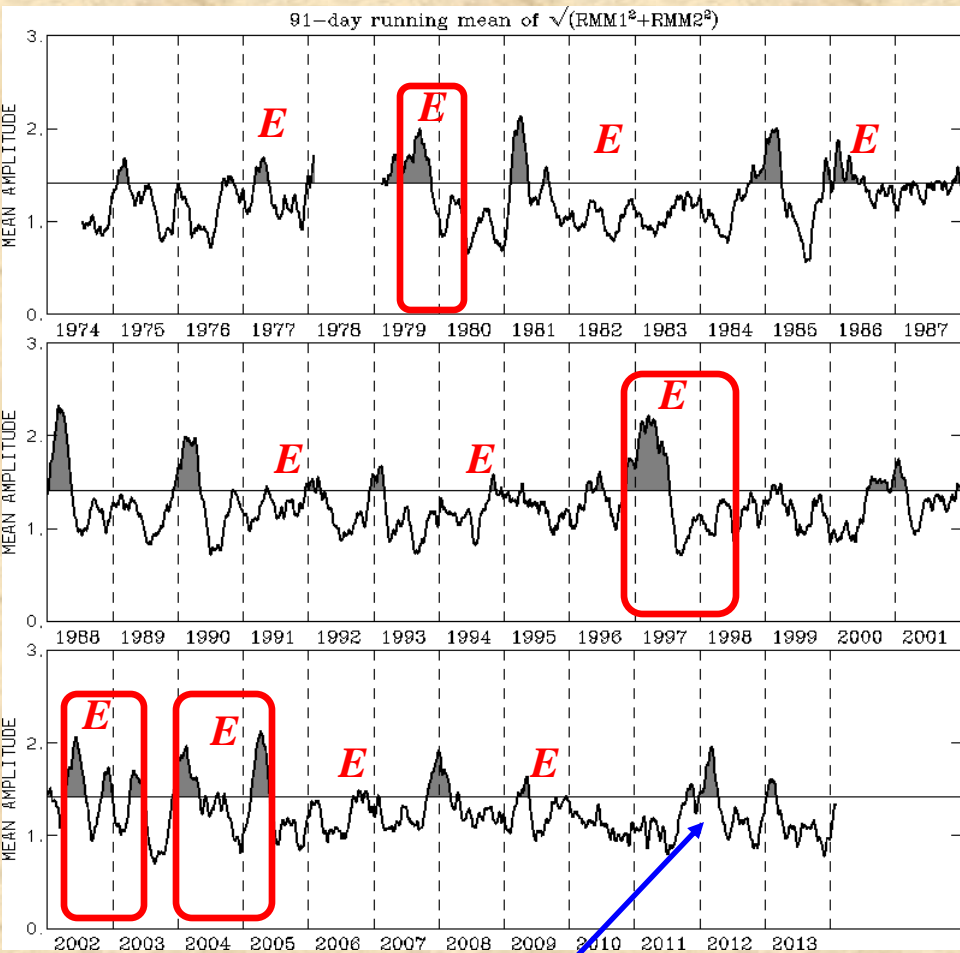 91-day running mean of √(RMM1²+RMM2²)
MEAN AMPLITUDE
3.
2.
1.
0.
E E E E
1974 1975 1976 1977 1978 1979 1980 1981 1982 1983 1984 1985 1986 1987
MEAN AMPLITUDE
3.
2.
1.
0.
E E E
1988 1989 1990 1991 1992 1993 1994 1995 1996 1997 1998 1999 2000 2001
MEAN AMPLITUDE
3.
2.
1.
0.
E E E E
2002 2003 2004 2005 2006 2007 2008 2009 2010 2011 2012 2013